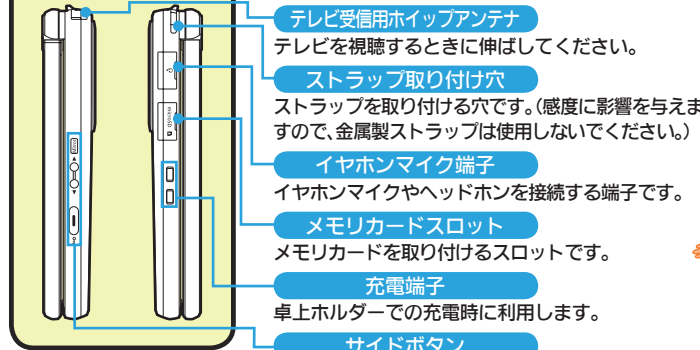 テレビ受信用ホイップアンテナ
テレビを視聴するときに伸ばしてください。
ストラップ取り付け穴
ストラップを取り付ける穴です。（感度に影響を与えま
すので、金属製ストラップは使用しないでください。）
イヤホンマイク端子
イヤホンマイクやヘッドホンを接続する端子です。
メモリカードスロット
メモリカードを取り付けるスロットです。
充電端子
卓上ホルダーでの充電時に利用します。
サイドボタン
microSD